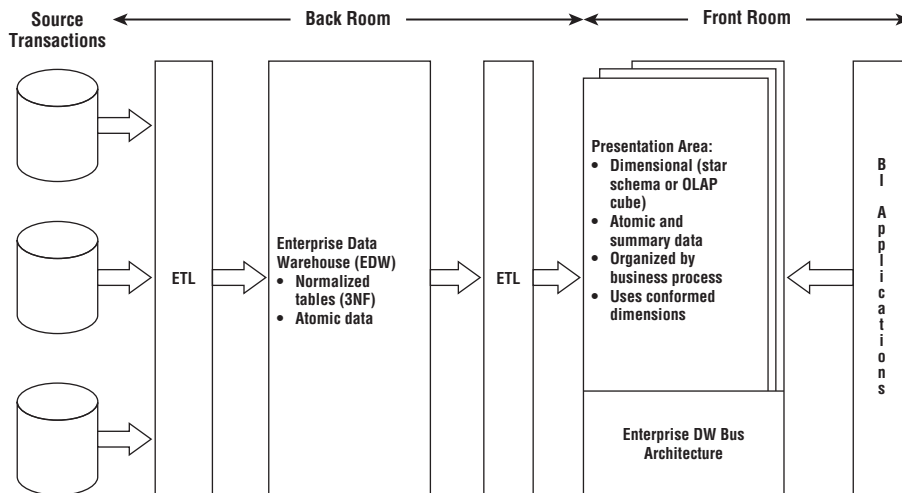 Source
Transactions
Back Room
Front Room
ETL
Enterprise Data
Warehouse (EDW)
• Normalized
tables (3NF)
• Atomic data
ETL
Presentation Area:
• Dimensional (star
schema or OLAP
cube)
• Atomic and
summary data
• Organized by
business process
• Uses conformed
dimensions
Enterprise DW Bus
Architecture
BI Applications